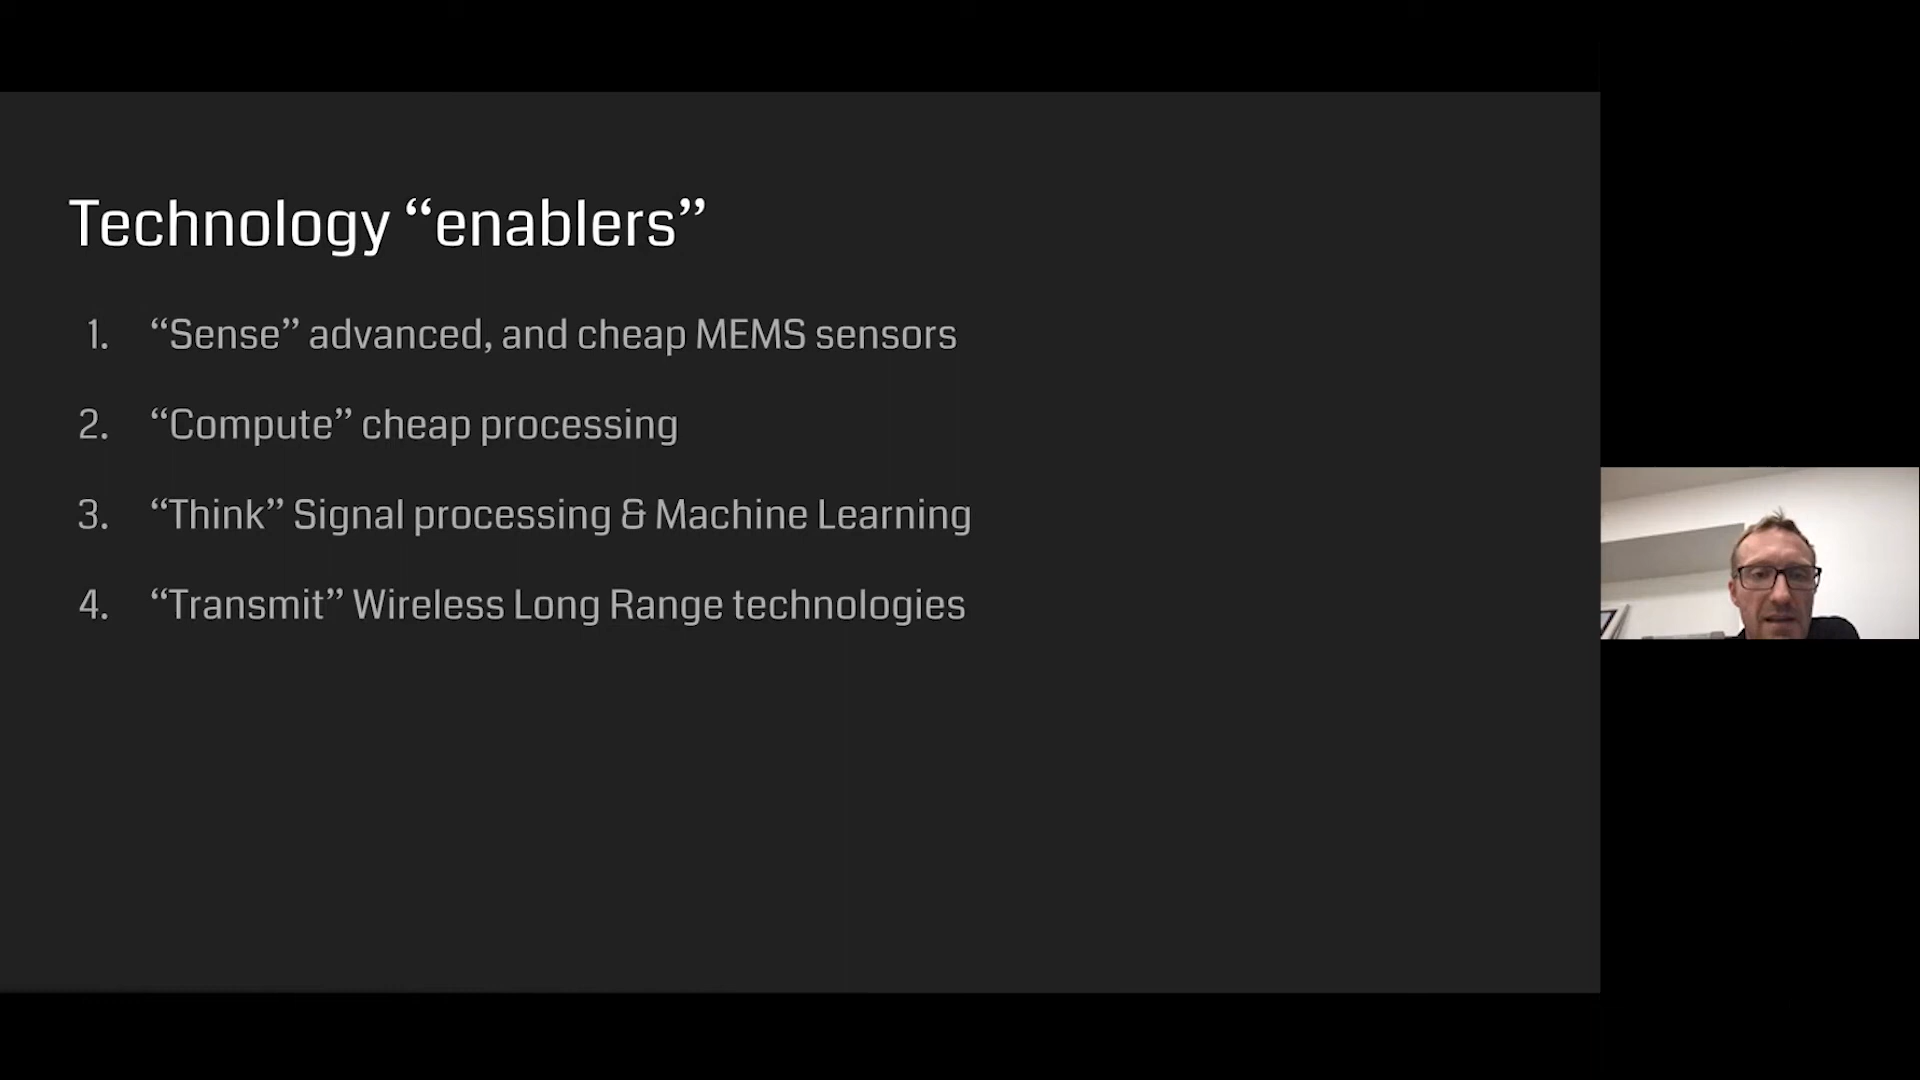 Technology “enablers”
1. “Sense” advanced, and cheap MEMS sensors
2. “Compute” cheap processing
3. “Think” Signal processing & Machine Learning
4. “Transmit” Wireless Long Range technologies